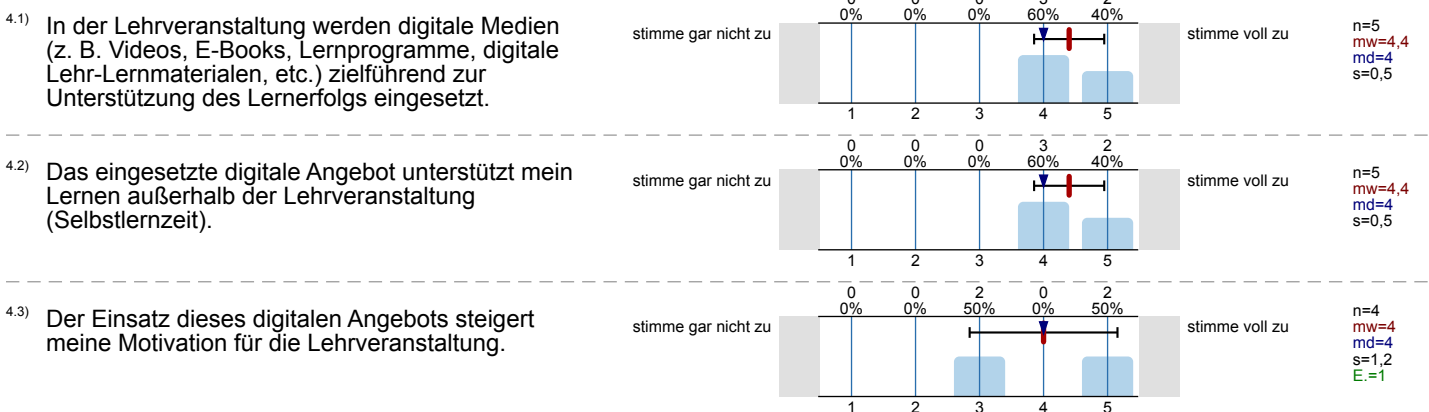 0 0 0 3 2
4.1) In der Lehrveranstaltung werden digitale Medien
(z. B. Videos, E-Books, Lernprogramme, digitale
Lehr-Lernmaterialen, etc.) zielführend zur
Unterstützung des Lernerfolgs eingesetzt.
0% 0% 0% 60% 40%
stimme gar nicht zu
stimme voll zu
1 2 3 4 5
n=5
mw=4,4
md=4
s=0,5
4.2) Das eingesetzte digitale Angebot unterstützt mein
Lernen außerhalb der Lehrveranstaltung
(Selbstlernzeit).
0 0 0 3 2
0% 0% 0% 60% 40%
stimme gar nicht zu
stimme voll zu
1 2 3 4 5
n=5
mw=4,4
md=4
s=0,5
4.3) Der Einsatz dieses digitalen Angebots steigert
meine Motivation für die Lehrveranstaltung.
0 0 2 0 2
0% 0% 50% 0% 50%
stimme gar nicht zu
stimme voll zu
1 2 3 4 5
n=4
mw=4
md=4
s=1,2
E.=1